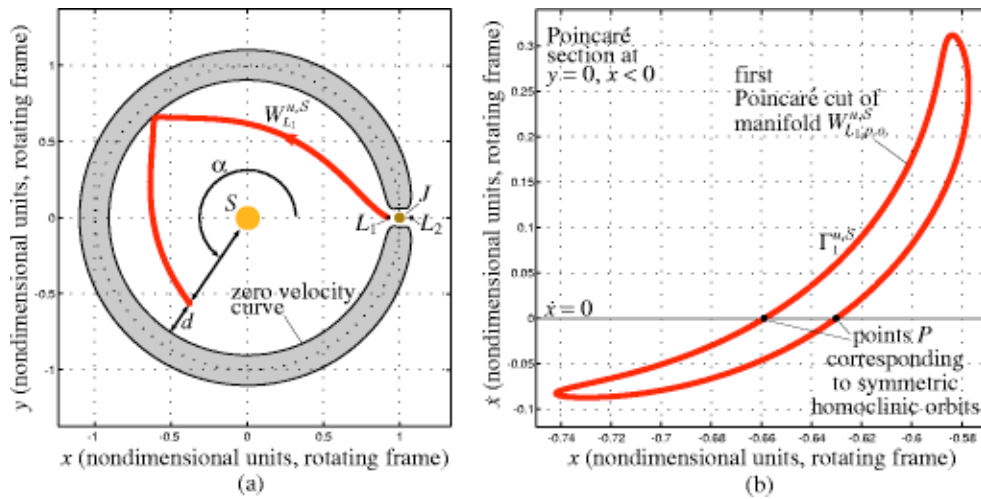 y (nondimensional units, rotating frame)
1
0.5
0
-0.5
-1
W^{u,S}_{L_1}
α
S
J
L_1
L_2
zero velocity
curve
d
-1
-0.5
0
0.5
1
x (nondimensional units, rotating frame)
(a)
ẋ (nondimensional units, rotating frame)
0.3
0.25
0.2
0.15
0.1
0.05
0
-0.05
-0.1
Poincaré
section at
y = 0, x < 0
first
Poincaré cut of
manifold W^{u,S}_{L_1,p.o.}
Γ^{u,S}_1
ẋ = 0
points P
corresponding
to symmetric
homoclinic orbits
-0.74
-0.72
-0.7
-0.68
-0.66
-0.64
-0.62
-0.6
-0.58
x (nondimensional units, rotating frame)
(b)